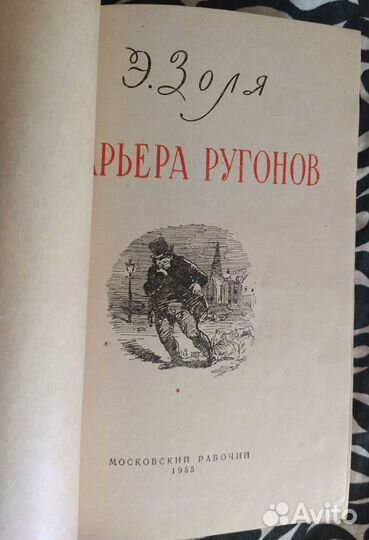 Э. Золя
АРЬЕРА РУГОНОВ
МОСКОВСКИЙ РАБОЧИЙ
1955
Avito